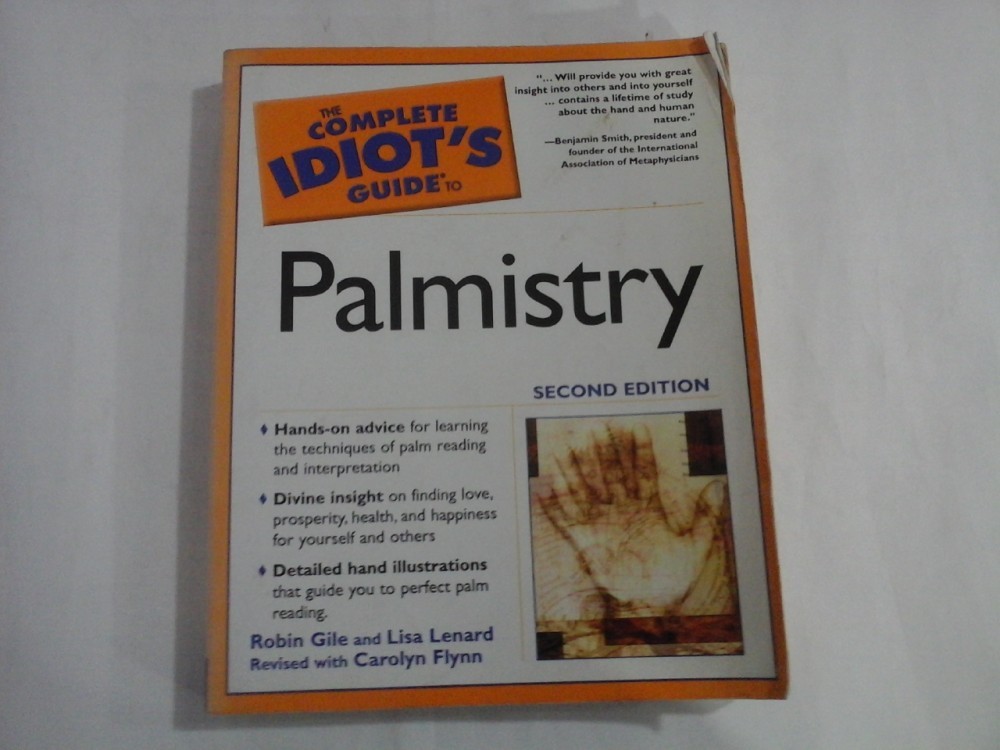 THE
COMPLETE
IDIOT'S
GUIDE® TO
"... Will provide you with great
insight into others and into yourself
... contains a lifetime of study
about the hand and human
nature."
—Benjamin Smith, president and
founder of the International
Association of Metaphysicians
Palmistry
SECOND EDITION
♦ Hands-on advice for learning
the techniques of palm reading
and interpretation
♦ Divine insight on finding love,
prosperity, health, and happiness
for yourself and others
♦ Detailed hand illustrations
that guide you to perfect palm
reading.
Robin Gile and Lisa Lenard
Revised with Carolyn Flynn